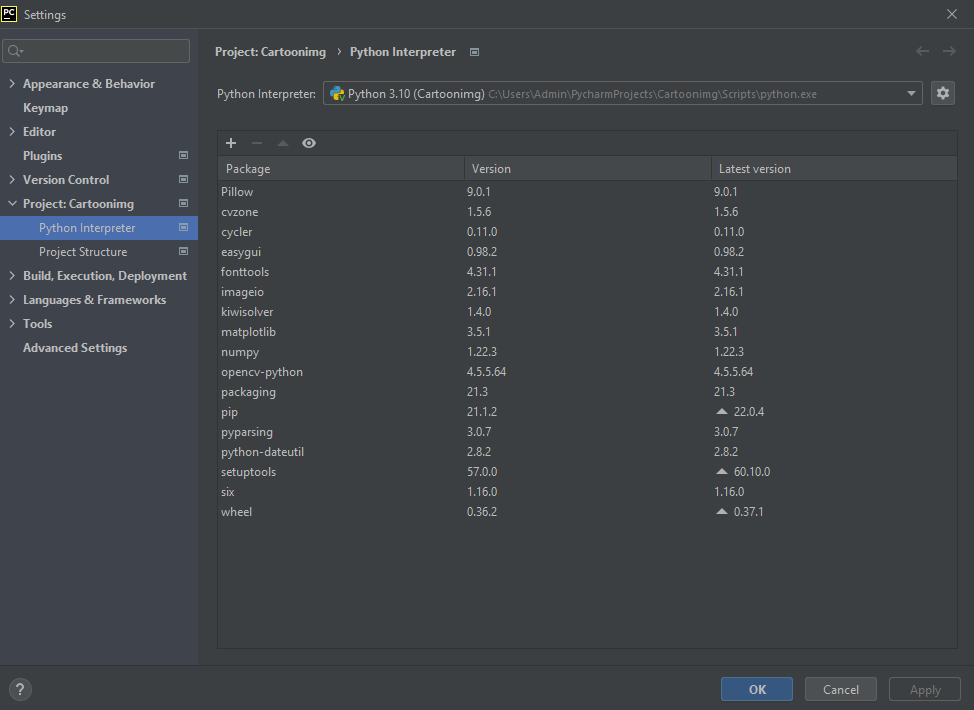 PC Settings
Project: Cartoonimg › Python Interpreter
Appearance & Behavior
Keymap
Editor
Plugins
Version Control
Project: Cartoonimg
Python Interpreter
Project Structure
Build, Execution, Deployment
Languages & Frameworks
Tools
Advanced Settings
Python Interpreter: Python 3.10 (Cartoonimg) C:\Users\Admin\PycharmProjects\Cartoonimg\Scripts\python.exe
Package Version Latest version
Pillow 9.0.1 9.0.1
cvzone 1.5.6 1.5.6
cycler 0.11.0 0.11.0
easygui 0.98.2 0.98.2
fonttools 4.31.1 4.31.1
imageio 2.16.1 2.16.1
kiwisolver 1.4.0 1.4.0
matplotlib 3.5.1 3.5.1
numpy 1.22.3 1.22.3
opencv-python 4.5.5.64 4.5.5.64
packaging 21.3 21.3
pip 21.1.2 22.0.4
pyparsing 3.0.7 3.0.7
python-dateutil 2.8.2 2.8.2
setuptools 57.0.0 60.10.0
six 1.16.0 1.16.0
wheel 0.36.2 0.37.1
? OK Cancel Apply